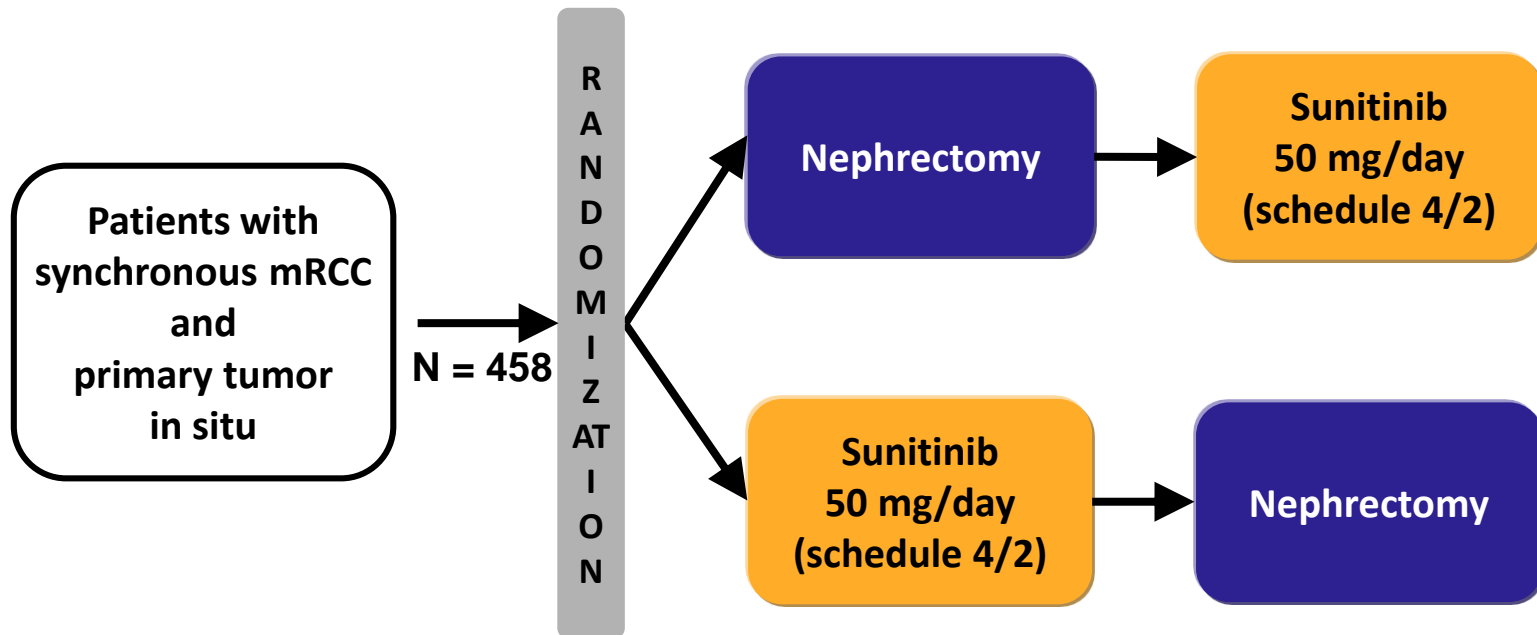 Patients with
synchronous mRCC
and
primary tumor
in situ
N = 458
R
A
N
D
O
M
I
Z
AT
I
O
N
Nephrectomy
Sunitinib
50 mg/day
(schedule 4/2)
Sunitinib
50 mg/day
(schedule 4/2)
Nephrectomy